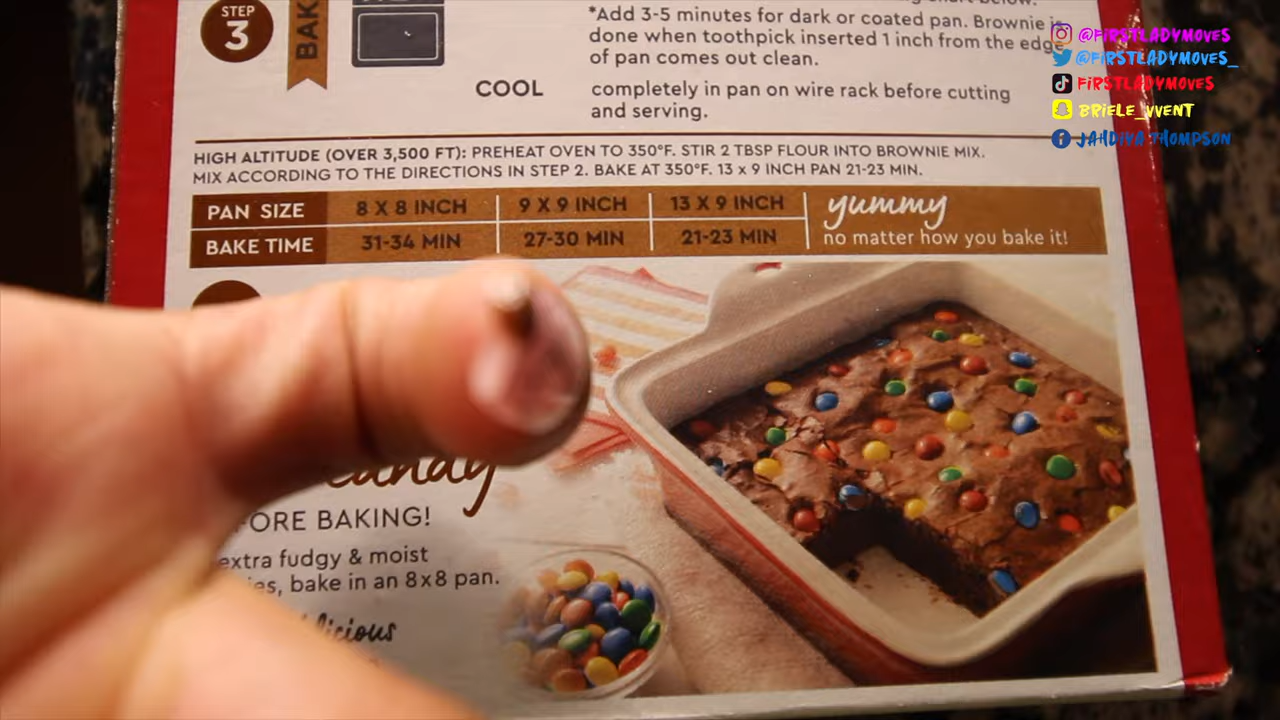 STEP
3
BAK
*Add 3-5 minutes for dark or coated pan. Brownie is
done when toothpick inserted 1 inch from the edge
of pan comes out clean.
COOL completely in pan on wire rack before cutting
and serving.
HIGH ALTITUDE (OVER 3,500 FT): PREHEAT OVEN TO 350°F. STIR 2 TBSP FLOUR INTO BROWNIE MIX.
MIX ACCORDING TO THE DIRECTIONS IN STEP 2. BAKE AT 350°F. 13 x 9 INCH PAN 21-23 MIN.
PAN SIZE 8 X 8 INCH 9 X 9 INCH 13 X 9 INCH
BAKE TIME 31-34 MIN 27-30 MIN 21-23 MIN
yummy
no matter how you bake it!
candy
FORE BAKING!
extra fudgy & moist
ies, bake in an 8x8 pan.
licious
@FIRSTLADYMOVES
@FIRSTLADYMOVES_
FIRSTLADYMOVES
BRIELE_VVENT
JAHDIYA THOMPSON